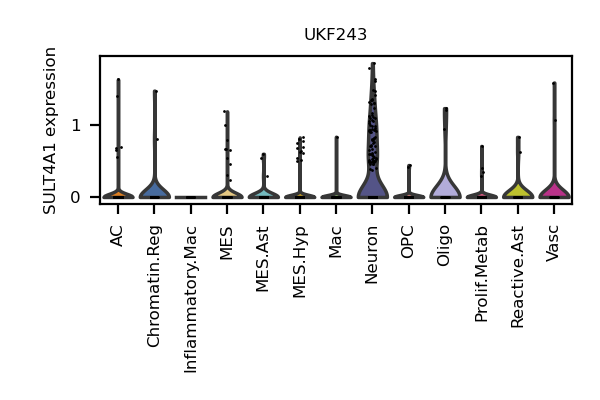 UKF243
SULT4A1 expression
1
0
AC
Chromatin.Reg
Inflammatory.Mac
MES
MES.Ast
MES.Hyp
Mac
Neuron
OPC
Oligo
Prolif.Metab
Reactive.Ast
Vasc